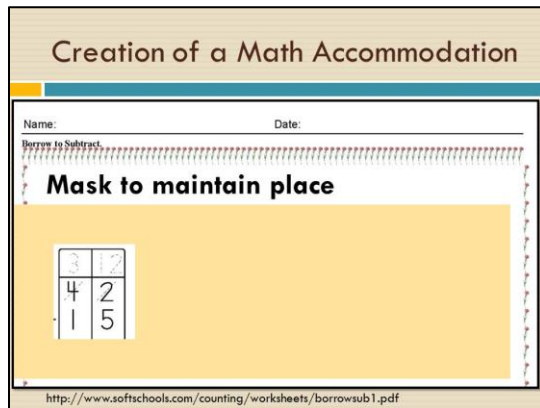 Creation of a Math Accommodation
Name: Date:
Borrow to Subtract.
Mask to maintain place
3 12
4 2
- 1 5
http://www.softschools.com/counting/worksheets/borrowsub1.pdf